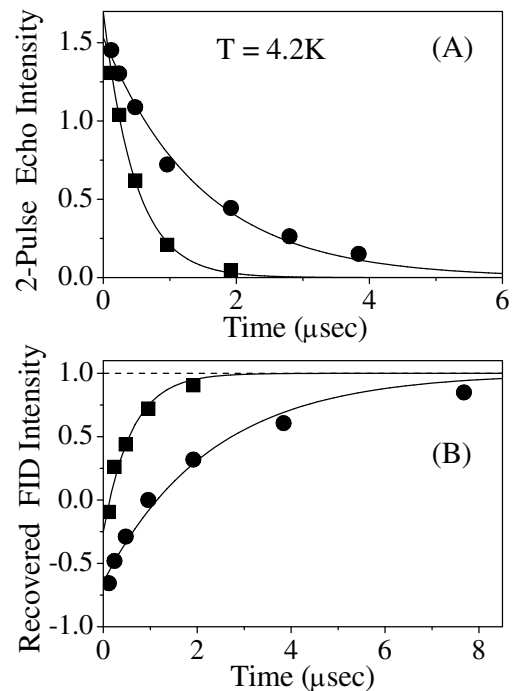 2-Pulse Echo Intensity
1.5
1.0
0.5
0.0
T = 4.2K
(A)
0
2
4
6
Time (μsec)
Recovered FID Intensity
1.0
0.5
0.0
-0.5
-1.0
(B)
0
2
4
6
8
Time (μsec)